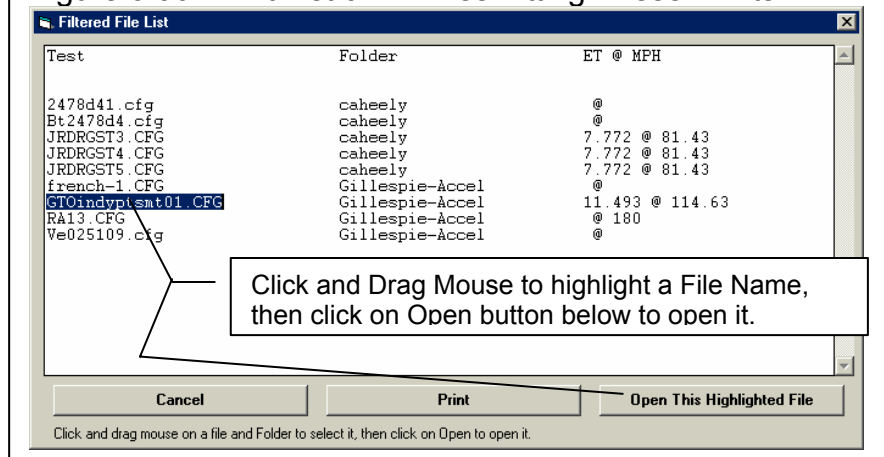 Filtered File List
Test Folder ET @ MPH
2478d41.cfg caheely @
Bt2478d4.cfg caheely @
JRDRGST3.CFG caheely 7.772 @ 81.43
JRDRGST4.CFG caheely 7.772 @ 81.43
JRDRGST5.CFG caheely 7.772 @ 81.43
french-1.CFG Gillespie-Accel @
GTOindyptsmt01.CFG Gillespie-Accel 11.493 @ 114.63
RA13.CFG Gillespie-Accel @ 180
Ve025109.cfg Gillespie-Accel @
Click and Drag Mouse to highlight a File Name,
then click on Open button below to open it.
Cancel Print Open This Highlighted File
Click and drag mouse on a file and Folder to select it, then click on Open to open it.